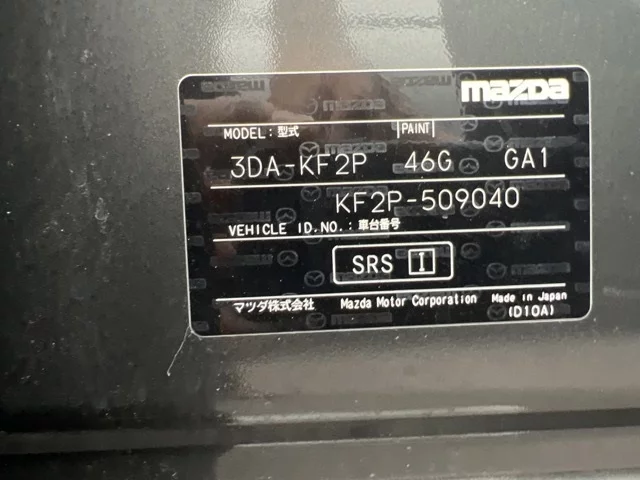 mazda
MODEL: 型式 PAINT
3DA-KF2P 46G GA1
KF2P-509040
VEHICLE ID.NO.: 車台番号
SRS I
マツダ株式会社 Mazda Motor Corporation Made in Japan
(D10A)